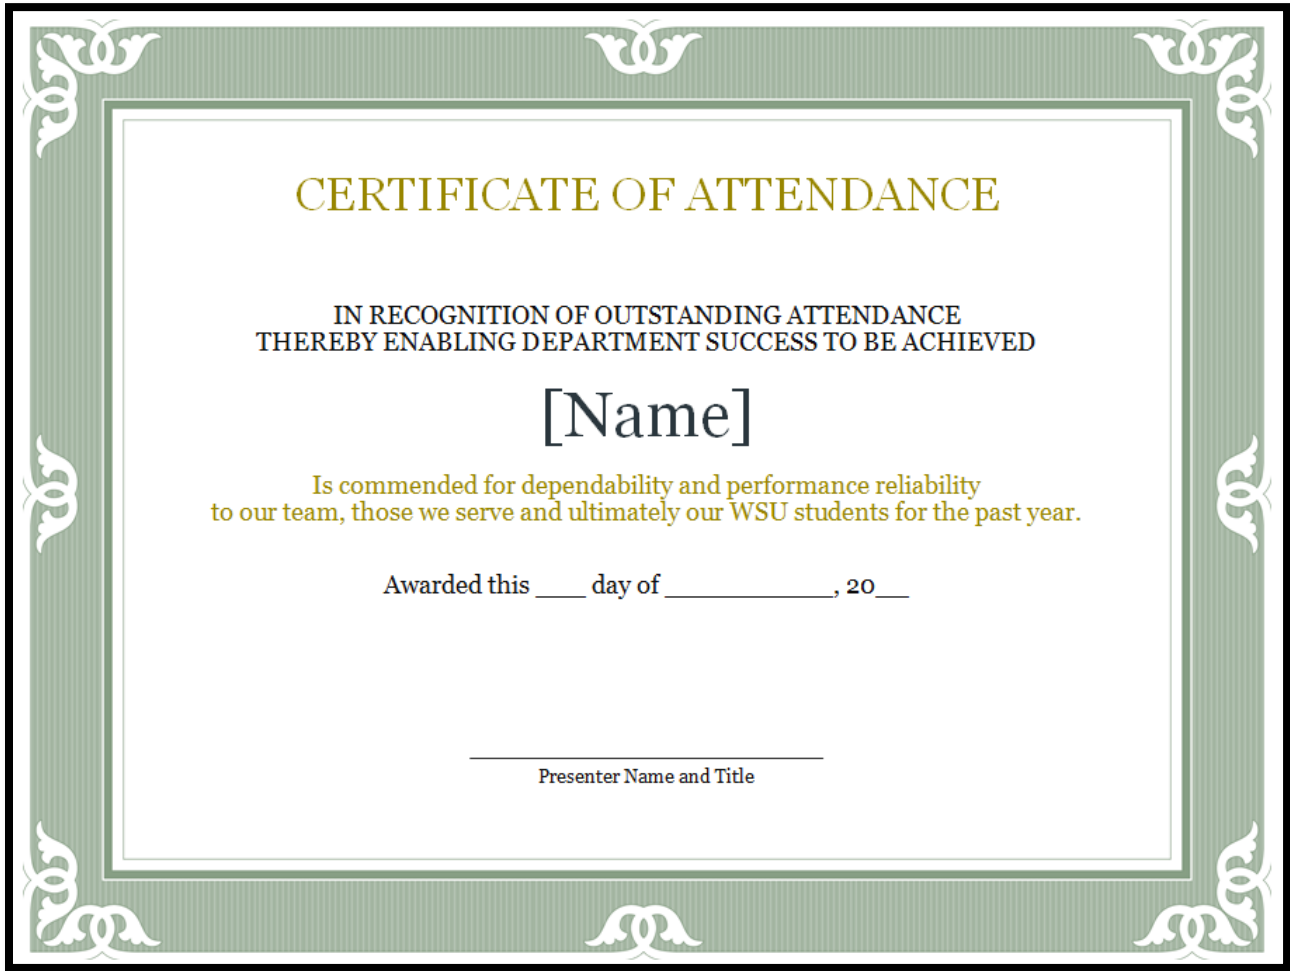 CERTIFICATE OF ATTENDANCE
IN RECOGNITION OF OUTSTANDING ATTENDANCE
THEREBY ENABLING DEPARTMENT SUCCESS TO BE ACHIEVED
[Name]
Is commended for dependability and performance reliability
to our team, those we serve and ultimately our WSU students for the past year.
Awarded this ____ day of _____________, 20__
Presenter Name and Title